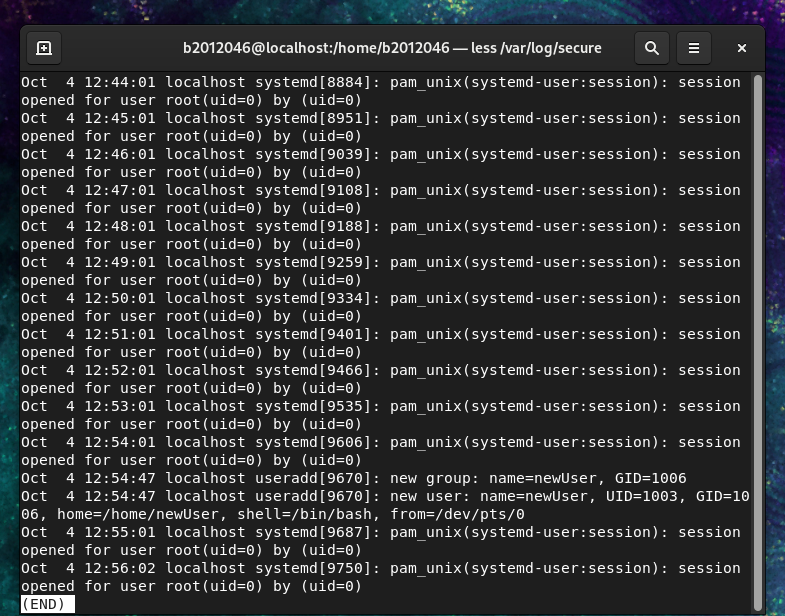 b2012046@localhost:/home/b2012046 — less /var/log/secure
Oct  4 12:44:01 localhost systemd[8884]: pam_unix(systemd-user:session): session
opened for user root(uid=0) by (uid=0)
Oct  4 12:45:01 localhost systemd[8951]: pam_unix(systemd-user:session): session
opened for user root(uid=0) by (uid=0)
Oct  4 12:46:01 localhost systemd[9039]: pam_unix(systemd-user:session): session
opened for user root(uid=0) by (uid=0)
Oct  4 12:47:01 localhost systemd[9108]: pam_unix(systemd-user:session): session
opened for user root(uid=0) by (uid=0)
Oct  4 12:48:01 localhost systemd[9188]: pam_unix(systemd-user:session): session
opened for user root(uid=0) by (uid=0)
Oct  4 12:49:01 localhost systemd[9259]: pam_unix(systemd-user:session): session
opened for user root(uid=0) by (uid=0)
Oct  4 12:50:01 localhost systemd[9334]: pam_unix(systemd-user:session): session
opened for user root(uid=0) by (uid=0)
Oct  4 12:51:01 localhost systemd[9401]: pam_unix(systemd-user:session): session
opened for user root(uid=0) by (uid=0)
Oct  4 12:52:01 localhost systemd[9466]: pam_unix(systemd-user:session): session
opened for user root(uid=0) by (uid=0)
Oct  4 12:53:01 localhost systemd[9535]: pam_unix(systemd-user:session): session
opened for user root(uid=0) by (uid=0)
Oct  4 12:54:01 localhost systemd[9606]: pam_unix(systemd-user:session): session
opened for user root(uid=0) by (uid=0)
Oct  4 12:54:47 localhost useradd[9670]: new group: name=newUser, GID=1006
Oct  4 12:54:47 localhost useradd[9670]: new user: name=newUser, UID=1003, GID=10
06, home=/home/newUser, shell=/bin/bash, from=/dev/pts/0
Oct  4 12:55:01 localhost systemd[9687]: pam_unix(systemd-user:session): session
opened for user root(uid=0) by (uid=0)
Oct  4 12:56:02 localhost systemd[9750]: pam_unix(systemd-user:session): session
opened for user root(uid=0) by (uid=0)
(END)